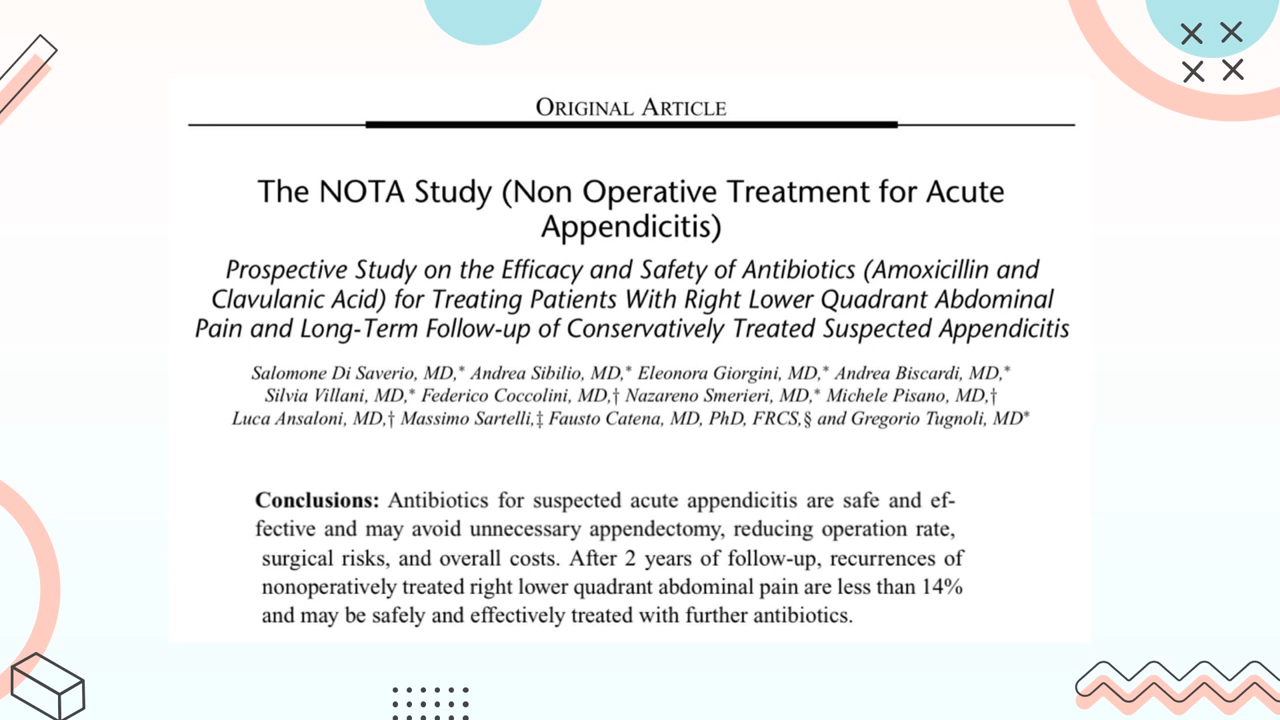 ORIGINAL ARTICLE
The NOTA Study (Non Operative Treatment for Acute
Appendicitis)
Prospective Study on the Efficacy and Safety of Antibiotics (Amoxicillin and
Clavulanic Acid) for Treating Patients With Right Lower Quadrant Abdominal
Pain and Long-Term Follow-up of Conservatively Treated Suspected Appendicitis
Salomone Di Saverio, MD,* Andrea Sibilio, MD,* Eleonora Giorgini, MD,* Andrea Biscardi, MD,*
Silvia Villani, MD,* Federico Coccolini, MD,† Nazareno Smerieri, MD,* Michele Pisano, MD,†
Luca Ansaloni, MD,† Massimo Sartelli,‡ Fausto Catena, MD, PhD, FRCS,§ and Gregorio Tugnoli, MD*
Conclusions: Antibiotics for suspected acute appendicitis are safe and ef-
fective and may avoid unnecessary appendectomy, reducing operation rate,
surgical risks, and overall costs. After 2 years of follow-up, recurrences of
nonoperatively treated right lower quadrant abdominal pain are less than 14%
and may be safely and effectively treated with further antibiotics.